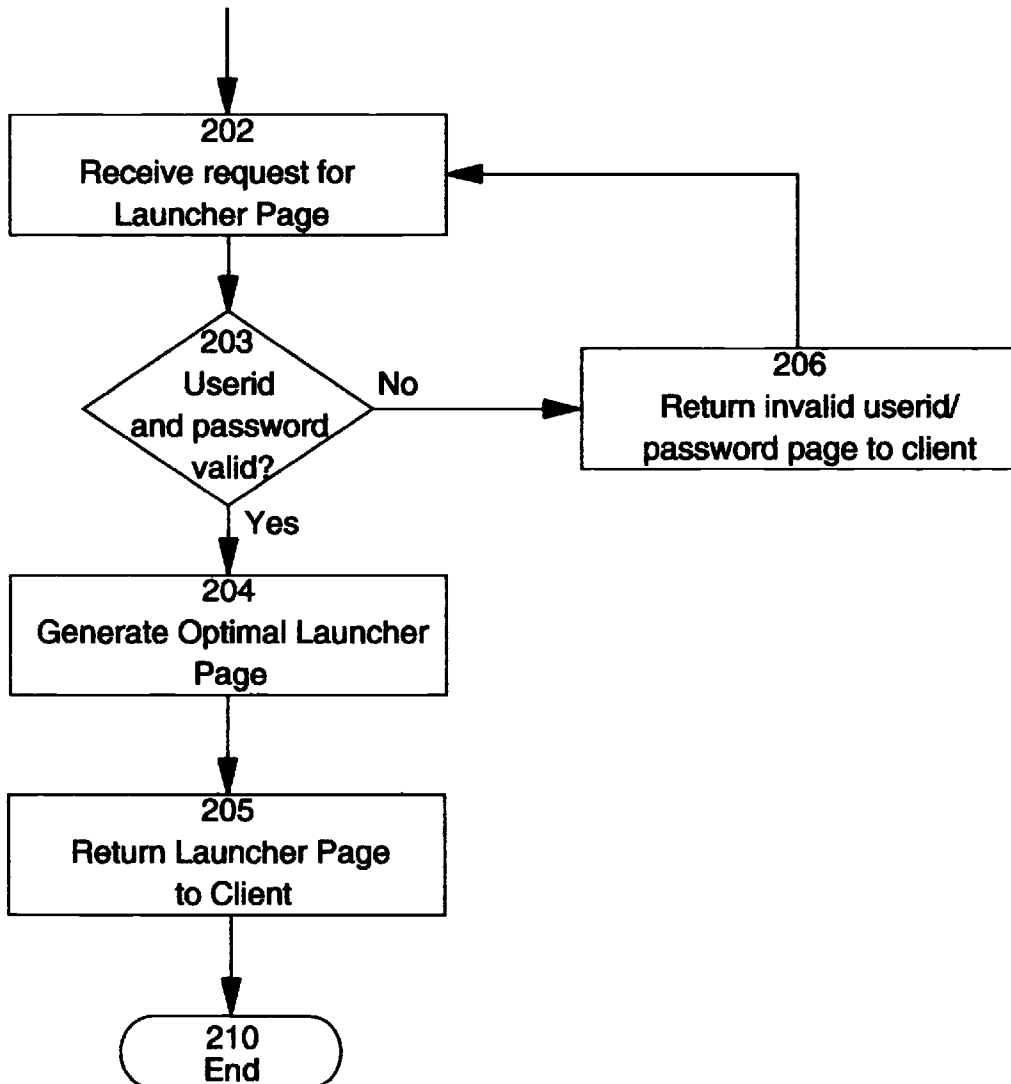 202
Receive request for
Launcher Page
203
Userid
and password
valid?
No
206
Return invalid userid/
password page to client
Yes
204
Generate Optimal Launcher
Page
205
Return Launcher Page
to Client
210
End